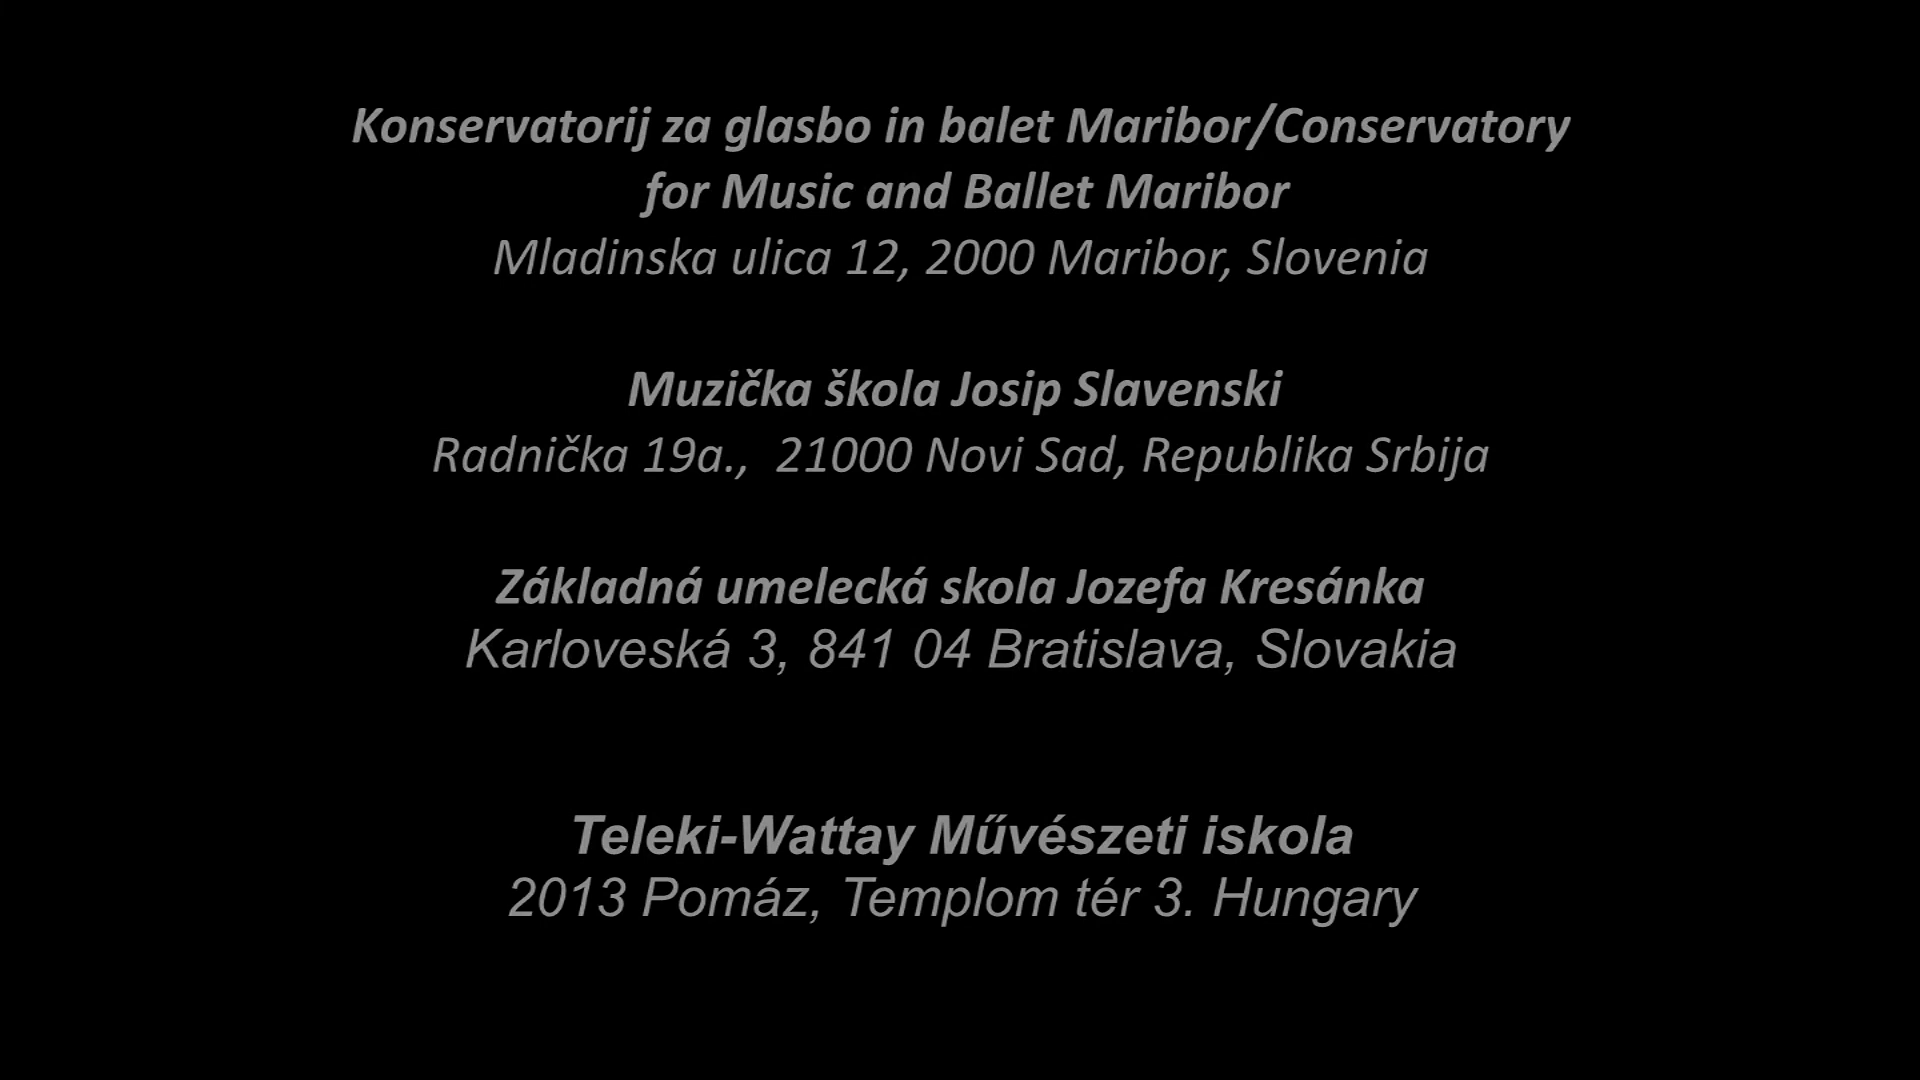 Konservatorij za glasbo in balet Maribor/Conservatory
for Music and Ballet Maribor
Mladinska ulica 12, 2000 Maribor, Slovenia
Muzička škola Josip Slavenski
Radnička 19a.,  21000 Novi Sad, Republika Srbija
Základná umelecká skola Jozefa Kresánka
Karloveská 3, 841 04 Bratislava, Slovakia
Teleki-Wattay Művészeti iskola
2013 Pomáz, Templom tér 3. Hungary